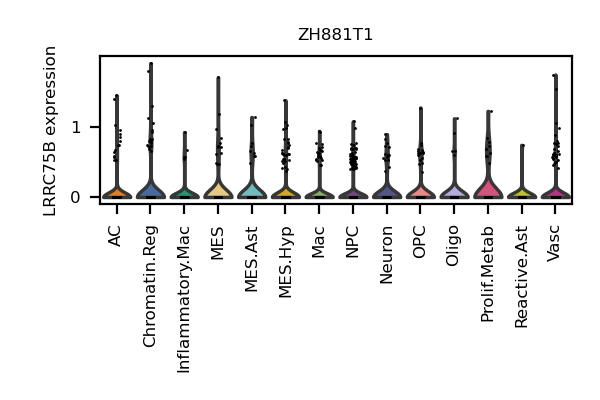 ZH881T1
LRRC75B expression
1
0
AC
Chromatin.Reg
Inflammatory.Mac
MES
MES.Ast
MES.Hyp
Mac
NPC
Neuron
OPC
Oligo
Prolif.Metab
Reactive.Ast
Vasc